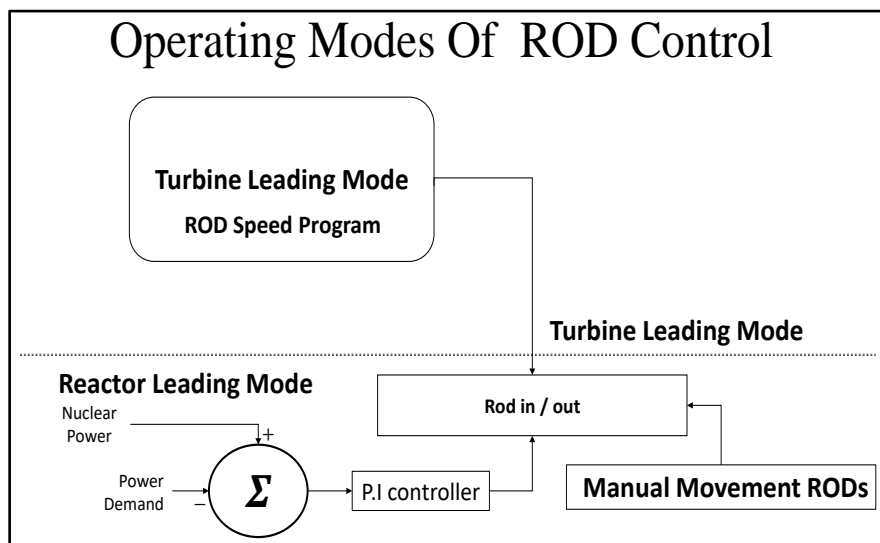 Operating Modes Of ROD Control
Turbine Leading Mode
ROD Speed Program
Turbine Leading Mode
Reactor Leading Mode
Nuclear
Power
+
Rod in / out
Power
Demand
−
Σ
P.I controller
Manual Movement RODs